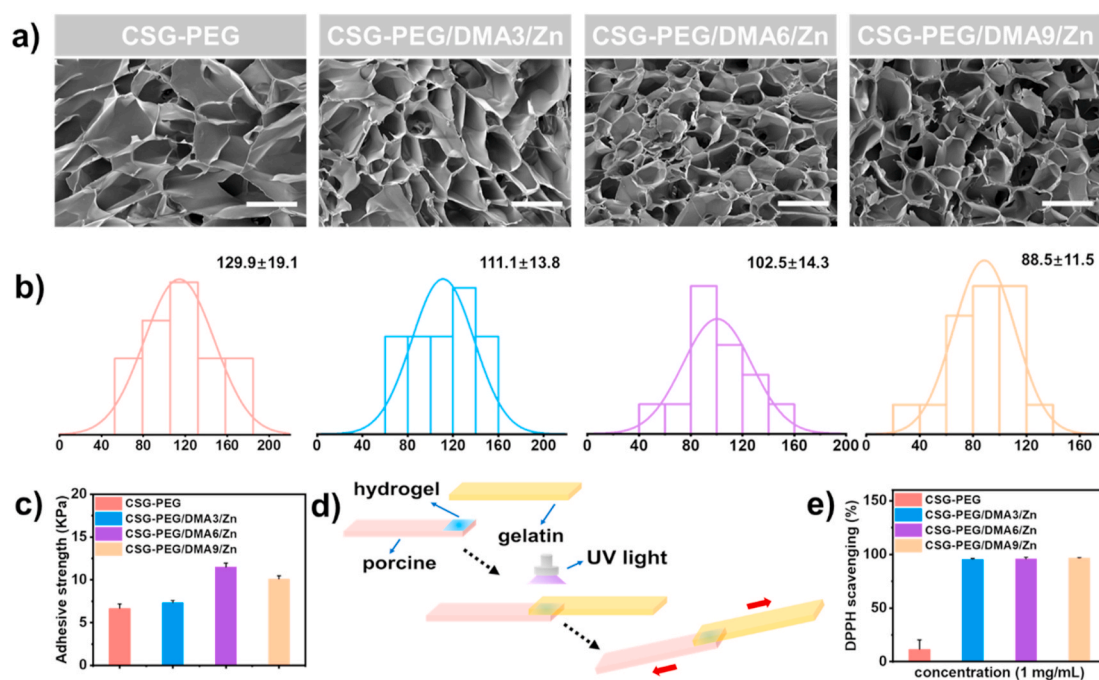 a)
CSG-PEG
CSG-PEG/DMA3/Zn
CSG-PEG/DMA6/Zn
CSG-PEG/DMA9/Zn
b)
129.9±19.1
111.1±13.8
102.5±14.3
88.5±11.5
0 40 80 120 160 200
0 40 80 120 160 200
0 40 80 120 160 200
0 40 80 120 160
c)
Adhesive strength (KPa)
20
15
10
5
0
CSG-PEG
CSG-PEG/DMA3/Zn
CSG-PEG/DMA6/Zn
CSG-PEG/DMA9/Zn
d)
hydrogel
gelatin
porcine
UV light
e)
DPPH scavenging (%)
150
100
50
0
CSG-PEG
CSG-PEG/DMA3/Zn
CSG-PEG/DMA6/Zn
CSG-PEG/DMA9/Zn
concentration (1 mg/mL)